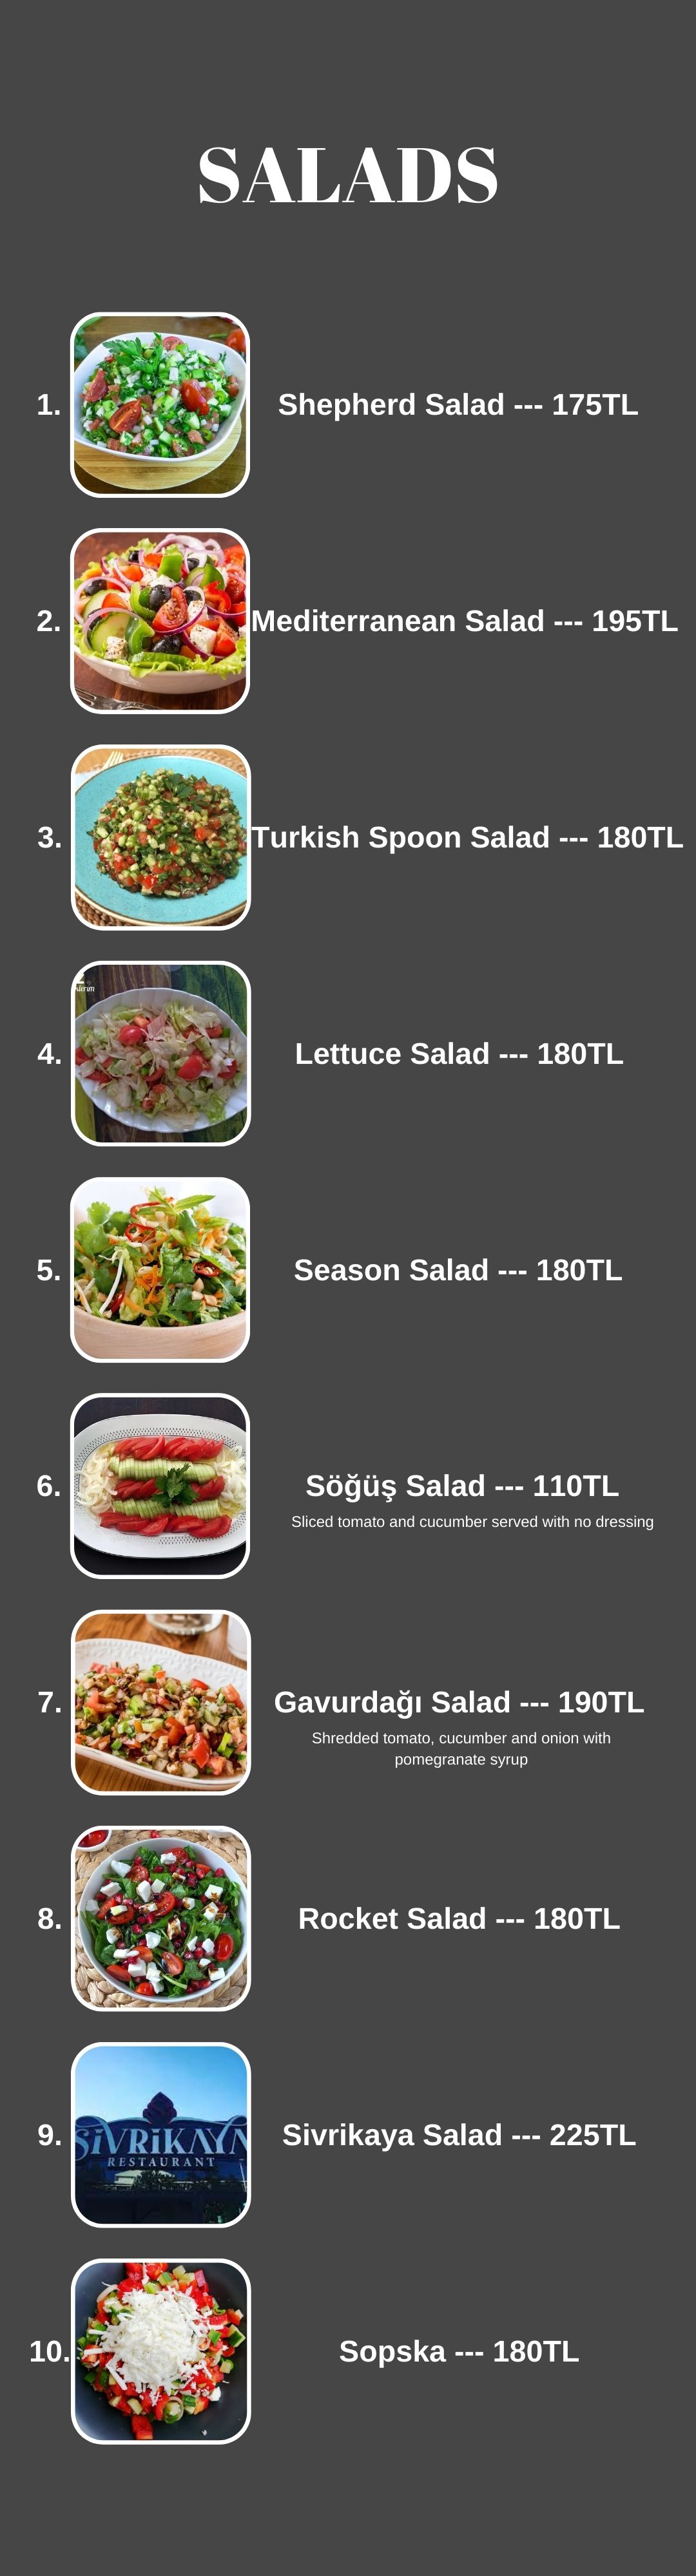 SALADS
1.
Shepherd Salad --- 175TL
2.
Mediterranean Salad --- 195TL
3.
Turkish Spoon Salad --- 180TL
4.
Lettuce Salad --- 180TL
5.
Season Salad --- 180TL
6.
Söğüş Salad --- 110TL
Sliced tomato and cucumber served with no dressing
7.
Gavurdağı Salad --- 190TL
Shredded tomato, cucumber and onion with
pomegranate syrup
8.
Rocket Salad --- 180TL
9.
SİVRİKAYA
RESTAURANT
Sivrikaya Salad --- 225TL
10.
Sopska --- 180TL